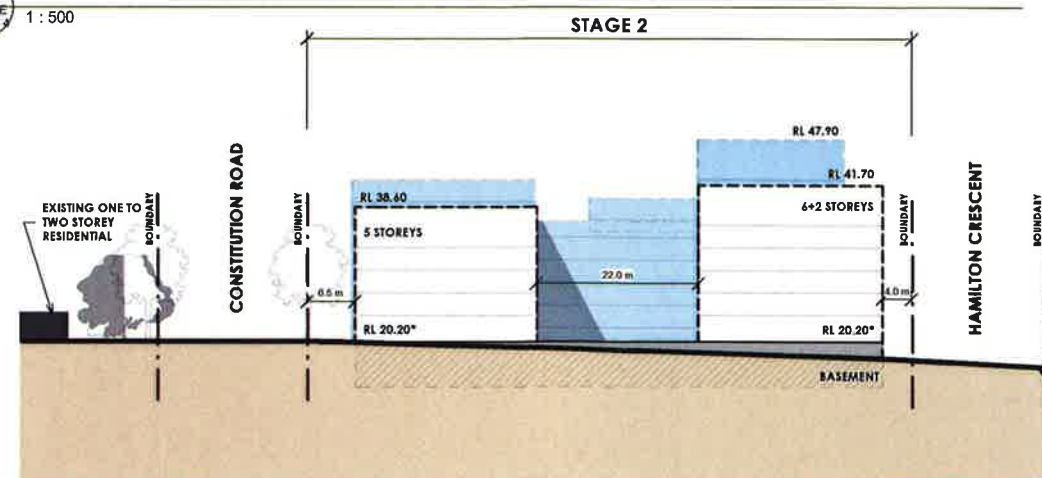 1 : 500
STAGE 2
RL 47.90
RL 41.70
6+2 STOREYS
RL 38.60
5 STOREYS
EXISTING ONE TO
TWO STOREY
RESIDENTIAL
BOUNDARY
CONSTITUTION ROAD
BOUNDARY
6.5 m
22.0 m
4.0 m
BOUNDARY
HAMILTON CRESCENT
BOUNDARY
RL 20.20*
RL 20.20*
BASEMENT